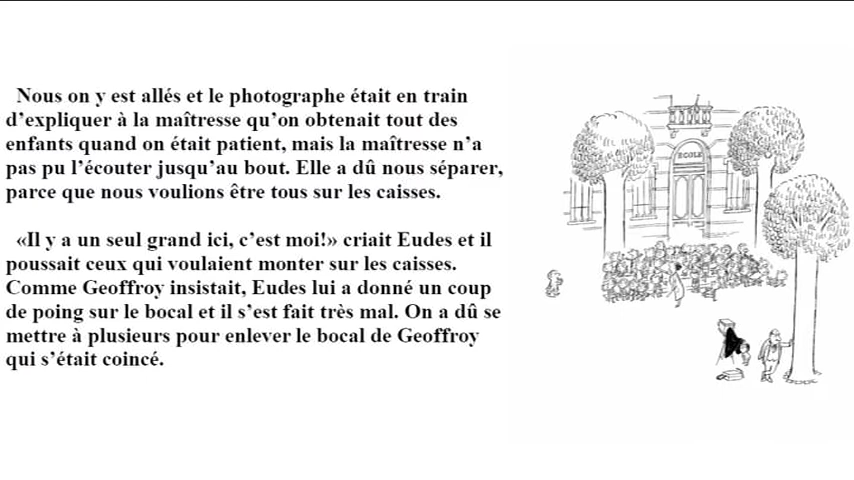 Nous on y est allés et le photographe était en train
d’expliquer à la maîtresse qu’on obtenait tout des
enfants quand on était patient, mais la maîtresse n’a
pas pu l’écouter jusqu’au bout. Elle a dû nous séparer,
parce que nous voulions être tous sur les caisses.
«Il y a un seul grand ici, c’est moi!» criait Eudes et il
poussait ceux qui voulaient monter sur les caisses.
Comme Geoffroy insistait, Eudes lui a donné un coup
de poing sur le bocal et il s’est fait très mal. On a dû se
mettre à plusieurs pour enlever le bocal de Geoffroy
qui s’était coincé.
ECOLE